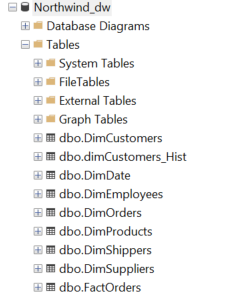 Northwind_dw
Database Diagrams
Tables
System Tables
FileTables
External Tables
Graph Tables
dbo.DimCustomers
dbo.dimCustomers_Hist
dbo.DimDate
dbo.DimEmployees
dbo.DimOrders
dbo.DimProducts
dbo.DimShippers
dbo.DimSuppliers
dbo.FactOrders